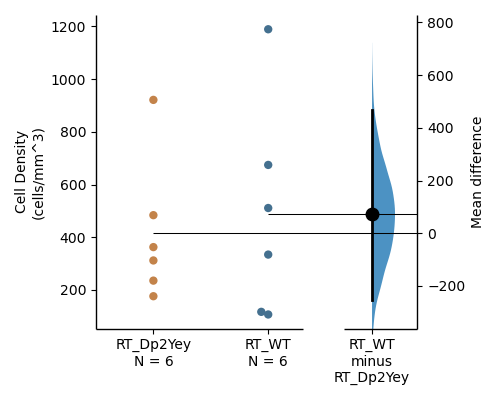 1200
1000
800
600
400
200
Cell Density
(cells/mm^3)
800
600
400
200
0
−200
Mean difference
RT_Dp2Yey
N = 6
RT_WT
N = 6
RT_WT
minus
RT_Dp2Yey